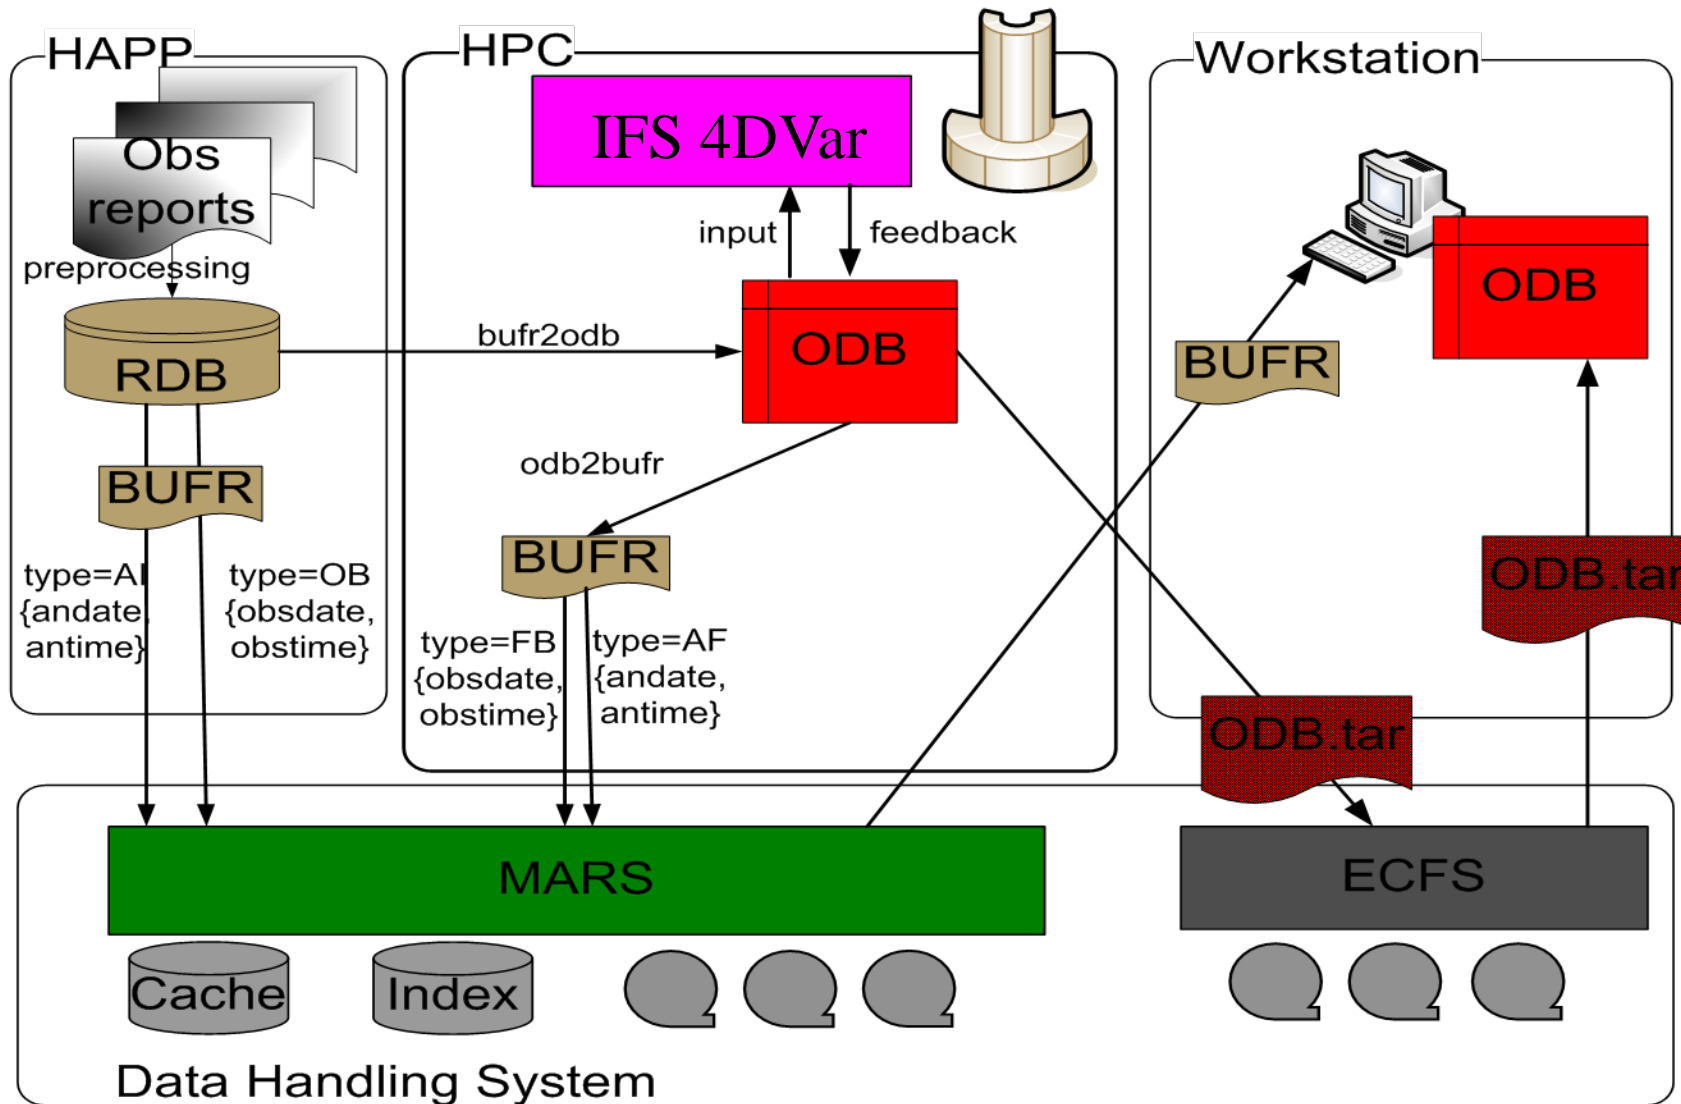 HAPP
Obs
reports
preprocessing
RDB
BUFR
type=AI
{andate,
antime}
type=OB
{obsdate,
obstime}
HPC
IFS 4DVar
input
feedback
bufr2odb
ODB
odb2bufr
BUFR
type=FB
{obsdate,
obstime}
type=AF
{andate,
antime}
Workstation
ODB
BUFR
ODB.tar
ODB.tar
MARS
ECFS
Cache
Index
Data Handling System